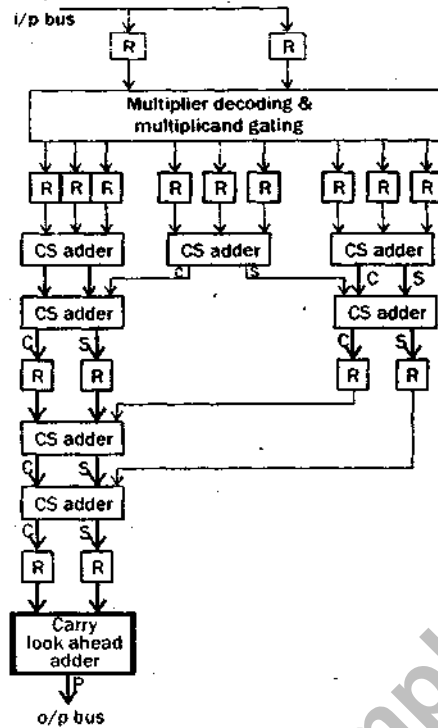 i/p bus
R R
Multiplier decoding &
multiplicand gating
R R R R R R R R R
CS adder CS adder CS adder
C S C S
CS adder CS adder
C S C S
R R R R
CS adder
C S
CS adder
C S
R R
Carry
look ahead
adder
P
o/p bus